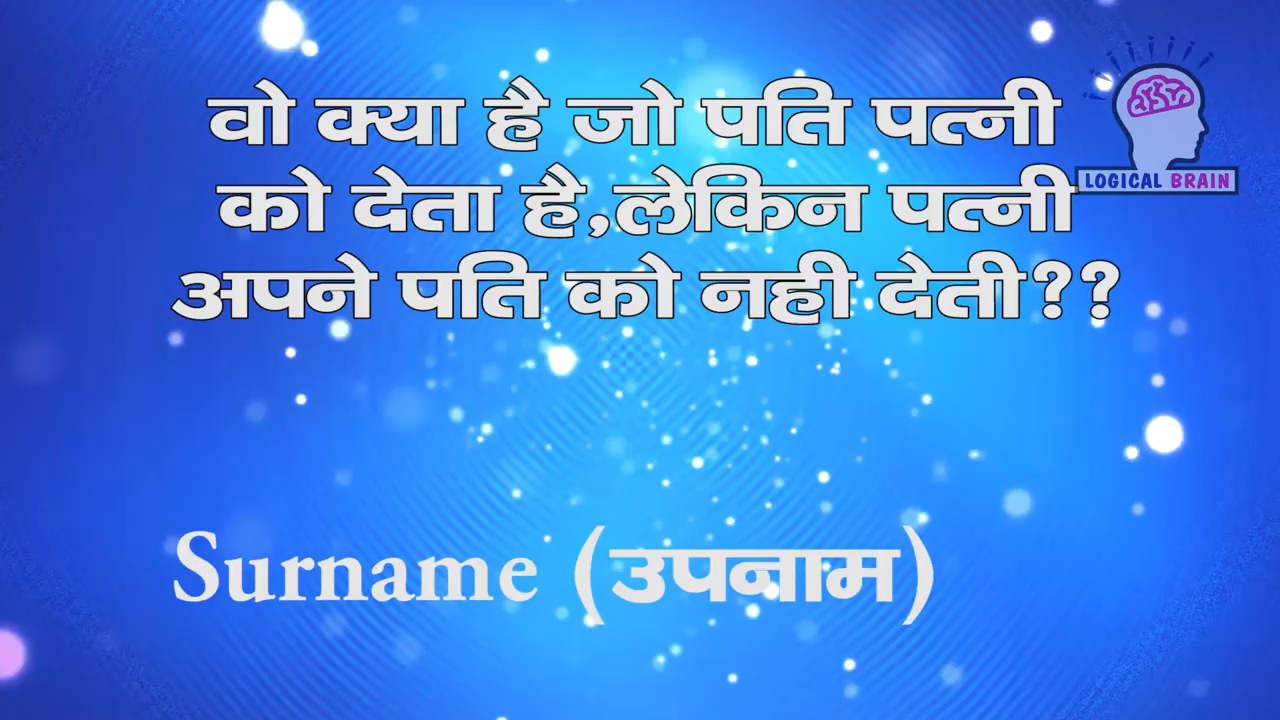 वो क्या है जो पति पत्नी
को देता है,लेकिन पत्नी
अपने पति को नही देती??
LOGICAL BRAIN
Surname (उपनाम)